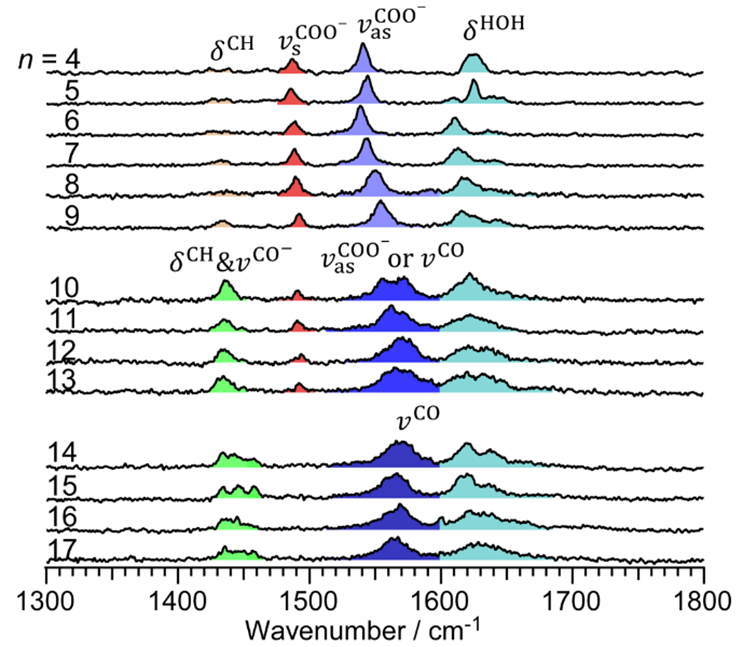 δ^CH ν_s^COO⁻ ν_as^COO⁻ δ^HOH
n = 4
5
6
7
8
9
δ^CH & ν^CO⁻ ν_as^COO⁻ or ν^CO
10
11
12
13
ν^CO
14
15
16
17
1300 1400 1500 1600 1700 1800
Wavenumber / cm⁻¹